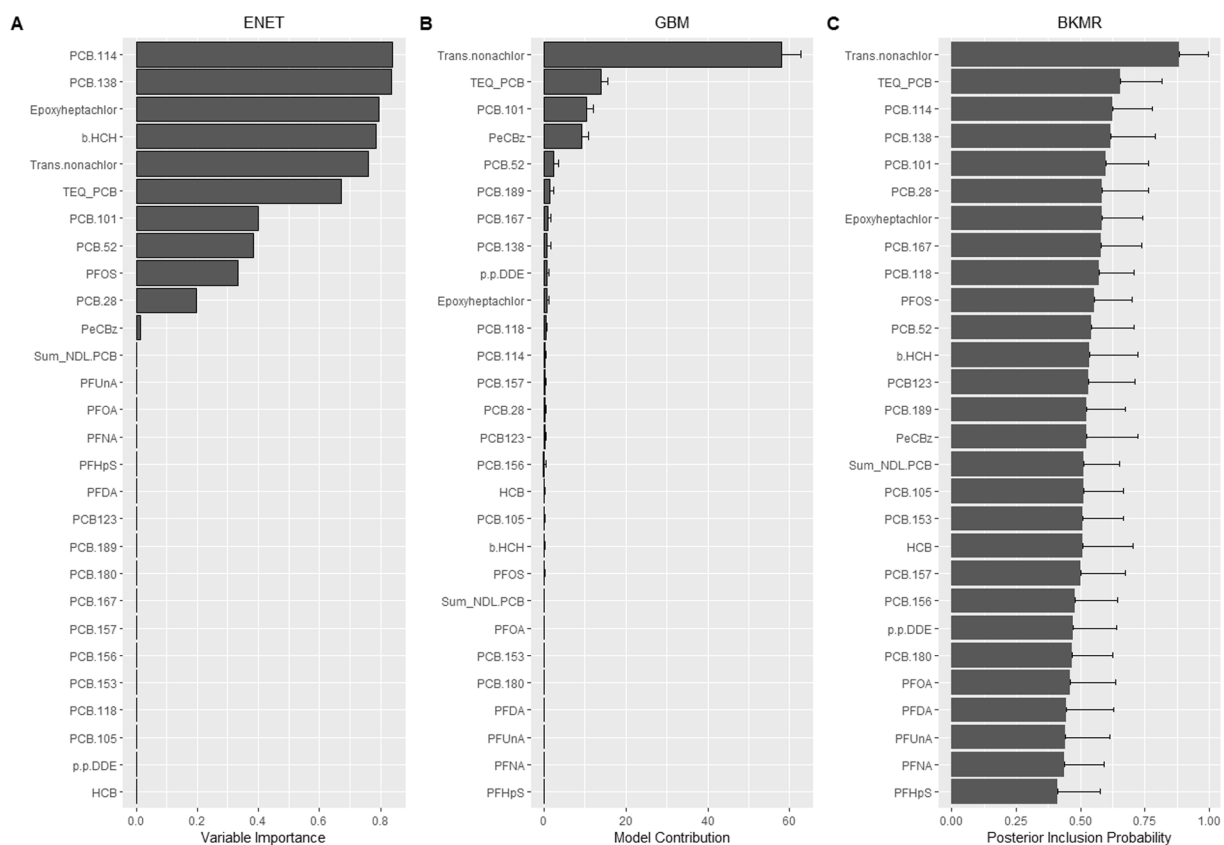 A
ENET
PCB.114
PCB.138
Epoxyheptachlor
b.HCH
Trans.nonachlor
TEQ_PCB
PCB.101
PCB.52
PFOS
PCB.28
PeCBz
Sum_NDL.PCB
PFUnA
PFOA
PFNA
PFHpS
PFDA
PCB123
PCB.189
PCB.180
PCB.167
PCB.157
PCB.156
PCB.153
PCB.118
PCB.105
p.p.DDE
HCB
0.0 0.2 0.4 0.6 0.8
Variable Importance
B
GBM
Trans.nonachlor
TEQ_PCB
PCB.101
PeCBz
PCB.52
PCB.189
PCB.167
PCB.138
p.p.DDE
Epoxyheptachlor
PCB.118
PCB.114
PCB.157
PCB.28
PCB123
PCB.156
HCB
PCB.105
b.HCH
PFOS
Sum_NDL.PCB
PFOA
PCB.153
PCB.180
PFDA
PFUnA
PFNA
PFHpS
0 20 40 60
Model Contribution
C
BKMR
Trans.nonachlor
TEQ_PCB
PCB.114
PCB.138
PCB.101
PCB.28
Epoxyheptachlor
PCB.167
PCB.118
PFOS
PCB.52
b.HCH
PCB123
PCB.189
PeCBz
Sum_NDL.PCB
PCB.105
PCB.153
HCB
PCB.157
PCB.156
p.p.DDE
PCB.180
PFOA
PFDA
PFUnA
PFNA
PFHpS
0.00 0.25 0.50 0.75 1.00
Posterior Inclusion Probability